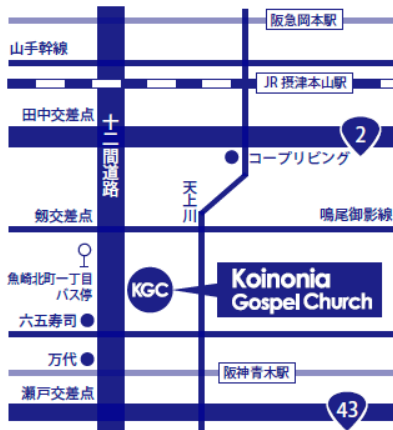 阪急岡本駅
山手幹線
JR 摂津本山駅
田中交差点
2
十二間道路
コープリビング
天上川
剱交差点
鳴尾御影線
魚崎北町一丁目
バス停
KGC
Koinonia
Gospel Church
六五寿司
万代
阪神青木駅
瀬戸交差点
43